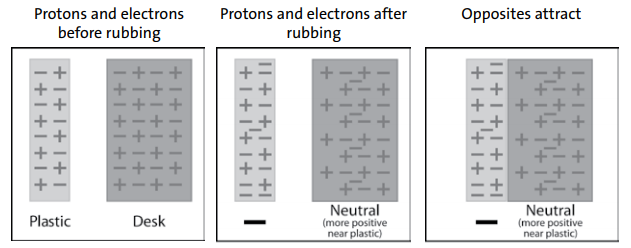 Protons and electrons
before rubbing
Protons and electrons after
rubbing
Opposites attract
Plastic
Desk
Neutral
(more positive
near plastic)
Neutral
(more positive
near plastic)